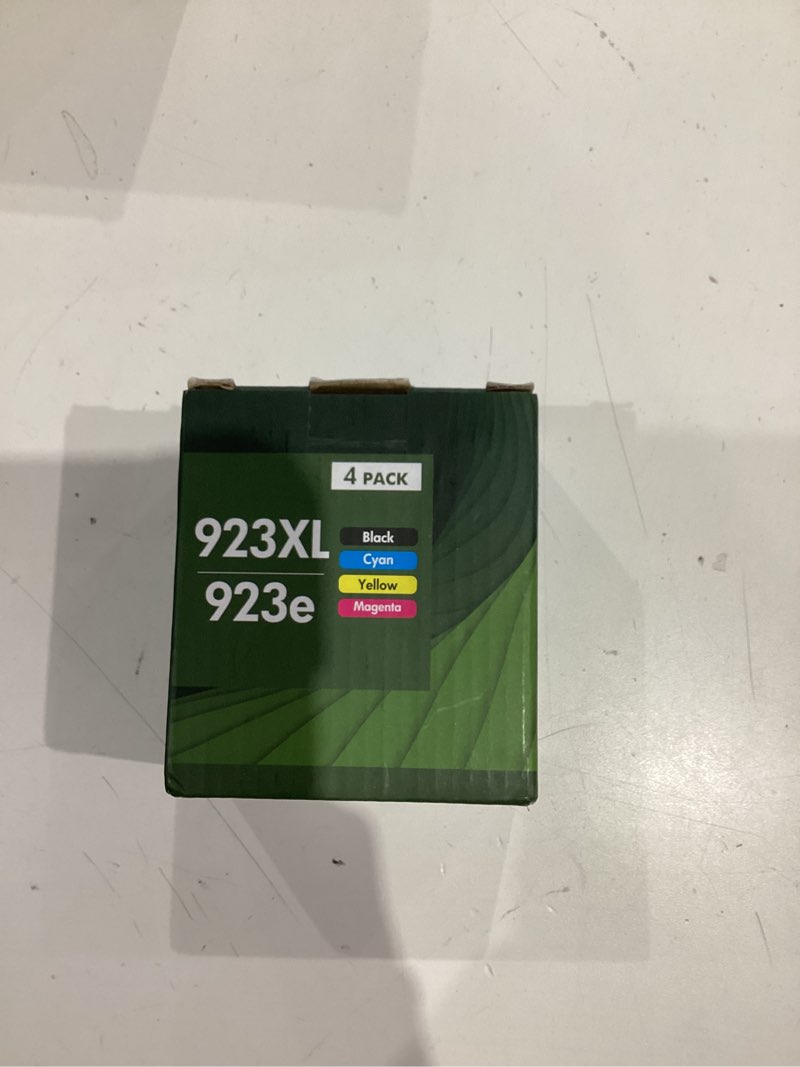 4 PACK
923XL
923e
Black
Cyan
Yellow
Magenta